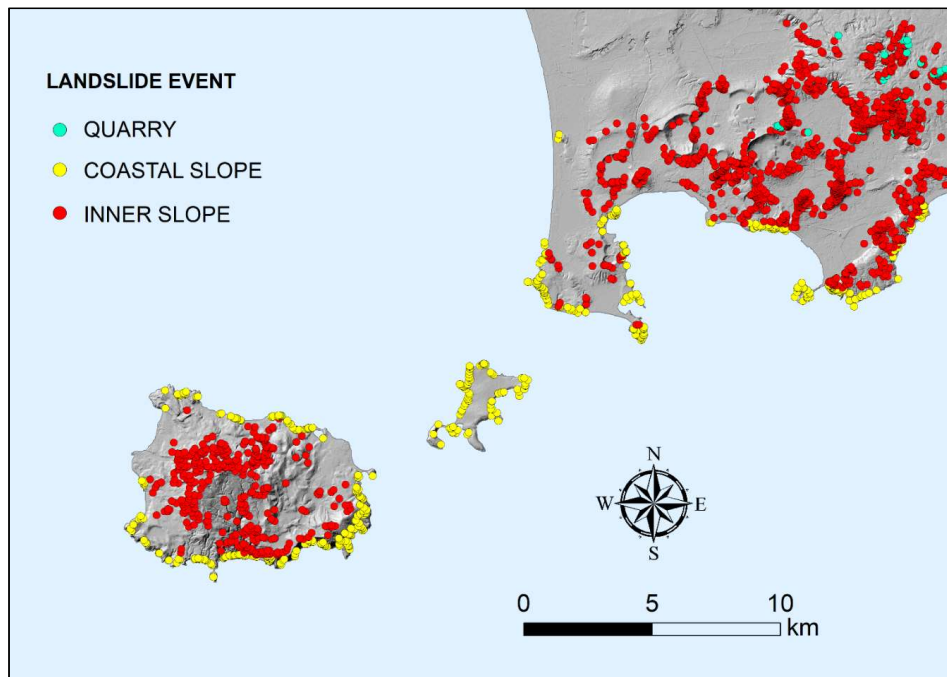 LANDSLIDE EVENT
QUARRY
COASTAL SLOPE
INNER SLOPE
N
W E
S
0 5 10
km